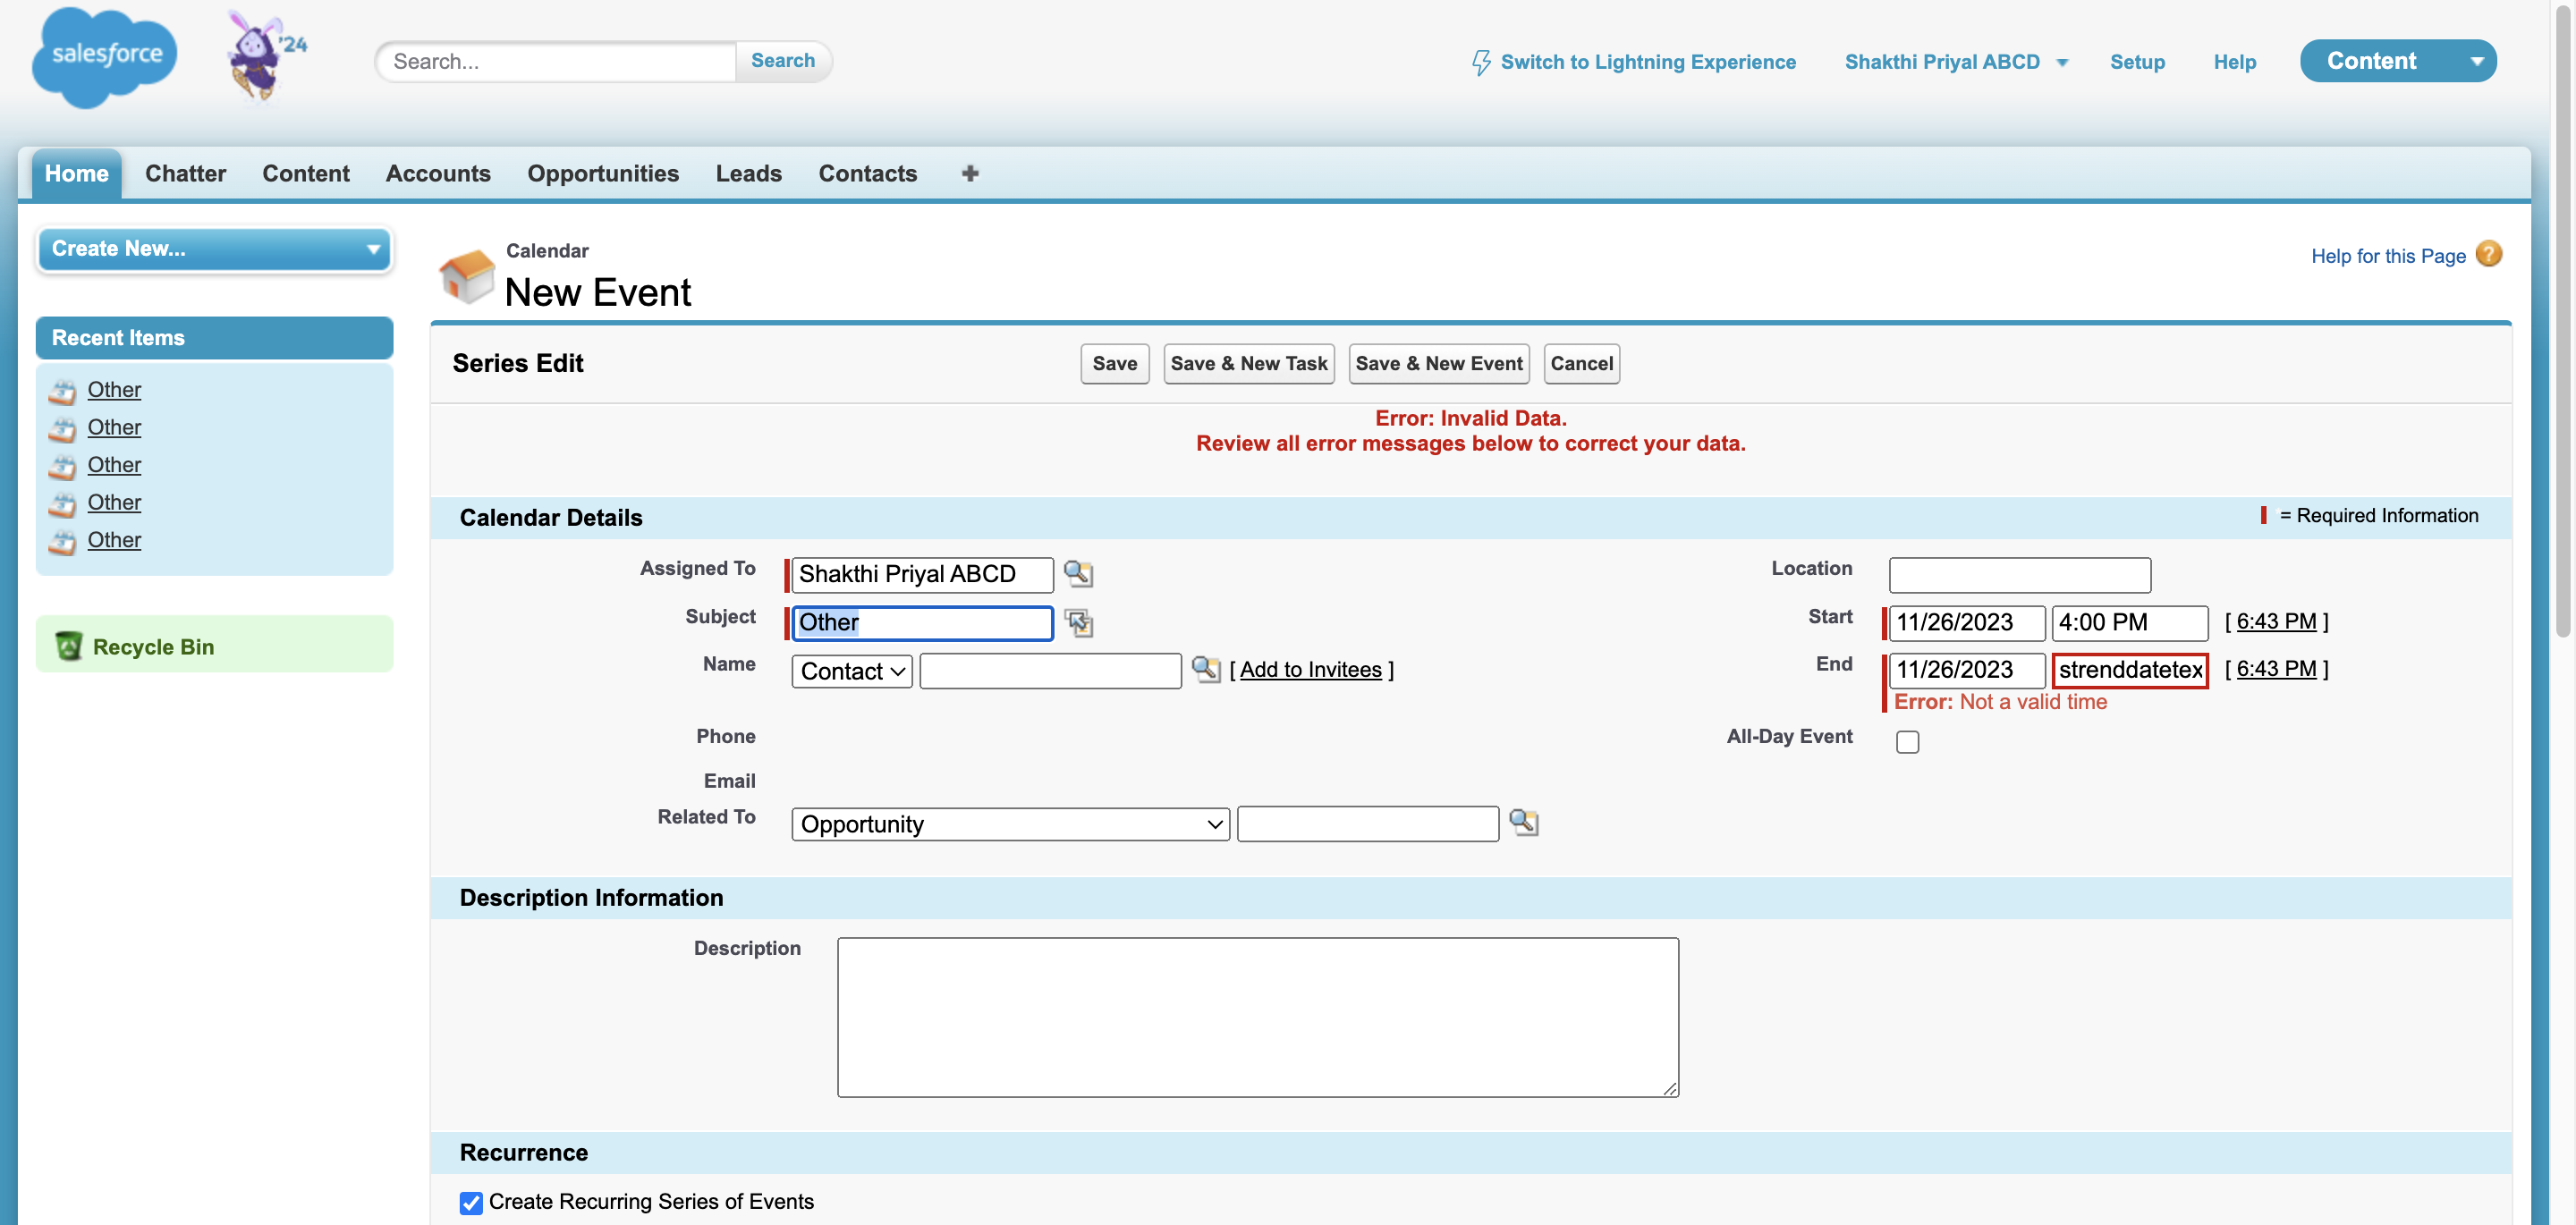 salesforce
'24
Search...
Search
Switch to Lightning Experience
Shakthi Priyal ABCD
Setup
Help
Content
Home
Chatter
Content
Accounts
Opportunities
Leads
Contacts
Create New...
Recent Items
Other
Other
Other
Other
Other
Recycle Bin
Calendar
New Event
Help for this Page
Series Edit
Save
Save & New Task
Save & New Event
Cancel
Error: Invalid Data.
Review all error messages below to correct your data.
Calendar Details
= Required Information
Assigned To
Shakthi Priyal ABCD
Subject
Other
Name
Contact
[ Add to Invitees ]
Phone
Email
Related To
Opportunity
Location
Start
11/26/2023
4:00 PM
[ 6:43 PM ]
End
11/26/2023
strenddatetex
[ 6:43 PM ]
Error: Not a valid time
All-Day Event
Description Information
Description
Recurrence
Create Recurring Series of Events